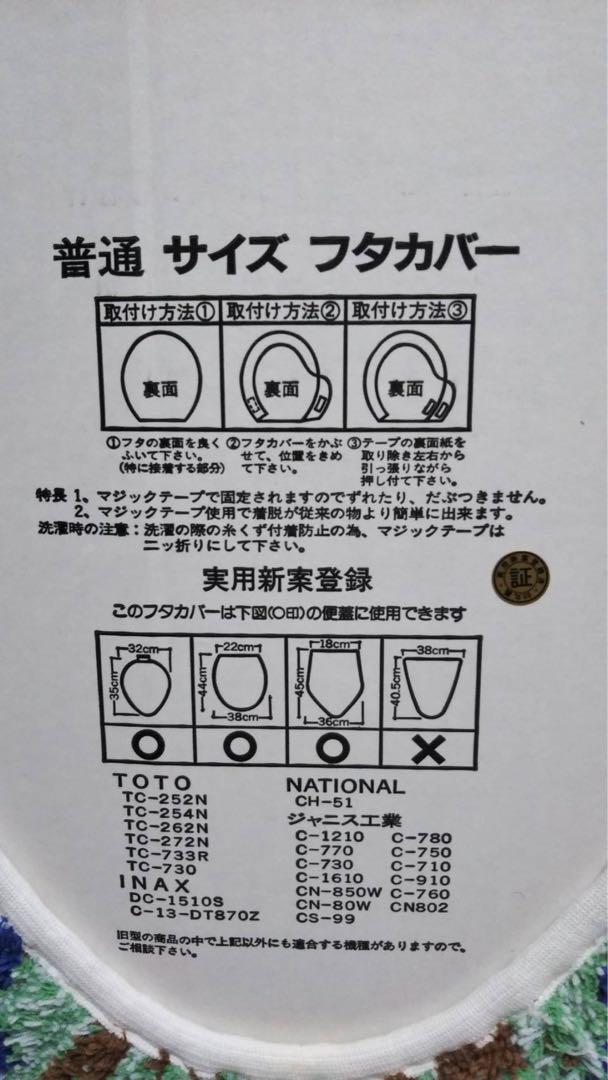 普通 サイズ フタカバー
取付け方法① 取付け方法② 取付け方法③
裏面 裏面 裏面
①フタの裏面を良く
ふいて下さい。
(特に接着する部分)
②フタカバーをかぶ
せて、位置をきめ
て下さい。
③テープの裏面紙を
取り除き左右から
引っ張りながら
押し付て下さい。
特長 1、マジックテープで固定されますのでずれたり、だぶつきません。
2、マジックテープ使用で着脱が従来の物より簡単に出来ます。
洗濯時の注意：洗濯の際の糸くず付着防止の為、マジックテープは
二ッ折りにして下さい。
実用新案登録
証
このフタカバーは下図(〇印)の便蓋に使用できます
32cm 22cm 18cm 38cm
35cm 44cm 45cm 40.5cm
38cm 36cm
〇 〇 〇 ×
TOTO
TC-252N
TC-254N
TC-262N
TC-272N
TC-733R
TC-730
INAX
DC-1510S
C-13-DT870Z
NATIONAL
CH-51
ジャニス工業
C-1210 C-780
C-770 C-750
C-730 C-710
C-1610 C-910
CN-850W C-760
CN-80W CN802
CS-99
旧型の商品の中で上記以外にも適合する機種がありますので、
ご相談下さい。